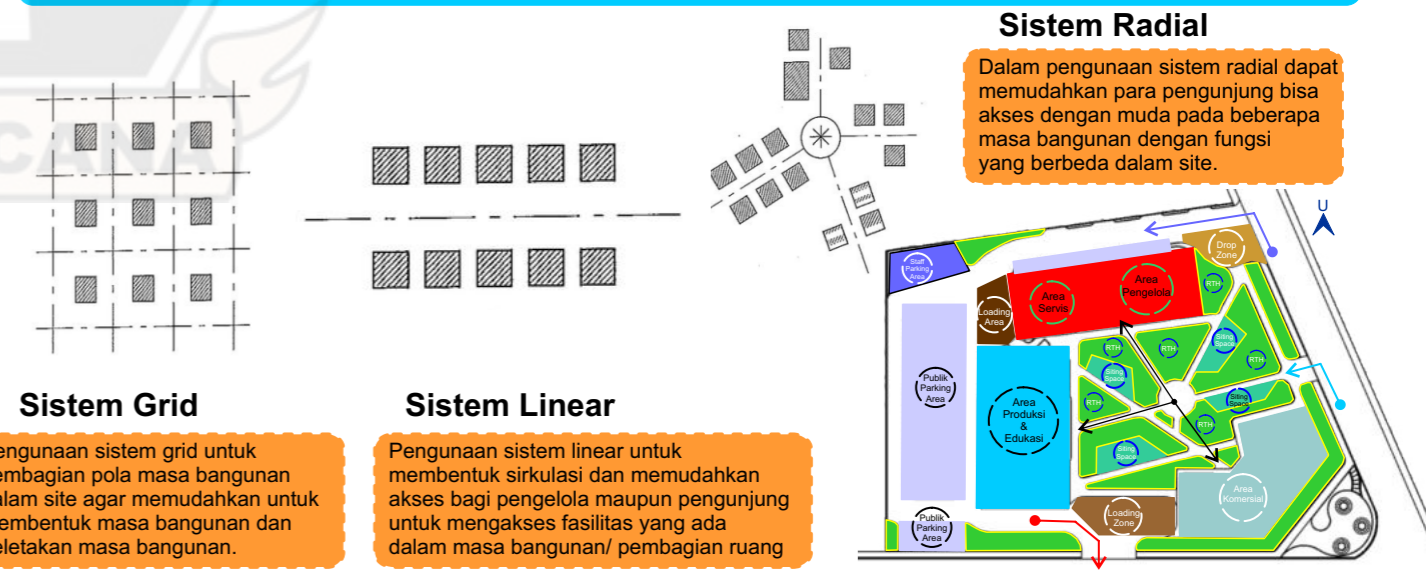 CANA
Sistem Radial
Dalam pengunaan sistem radial dapat
memudahkan para pengunjung bisa
akses dengan muda pada beberapa
masa bangunan dengan fungsi
yang berbeda dalam site.
Sistem Grid
engunaan sistem grid untuk
embagian pola masa bangunan
alam site agar memudahkan untuk
embentuk masa bangunan dan
eletakan masa bangunan.
Sistem Linear
Pengunaan sistem linear untuk
membentuk sirkulasi dan memudahkan
akses bagi pengelola maupun pengunjung
untuk mengakses fasilitas yang ada
dalam masa bangunan/ pembagian ruang
U
Staff
Parking
Area
Drop
Zone
Area
Servis
Area
Pengelola
Loading
Area
RTH
Siting
Space
RTH
RTH
RTH
Siting
Space
Publik
Parking
Area
Area
Produksi
&
Edukasi
RTH
Siting
Space
RTH
Siting
Space
Area
Komersial
Loading
Zone
Publik
Parking
Area